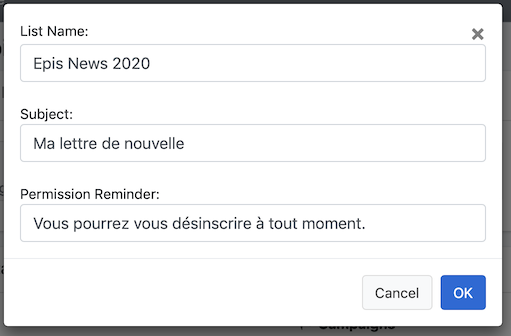 List Name:
Epis News 2020
Subject:
Ma lettre de nouvelle
Permission Reminder:
Vous pourrez vous désinscrire à tout moment.
Cancel
OK